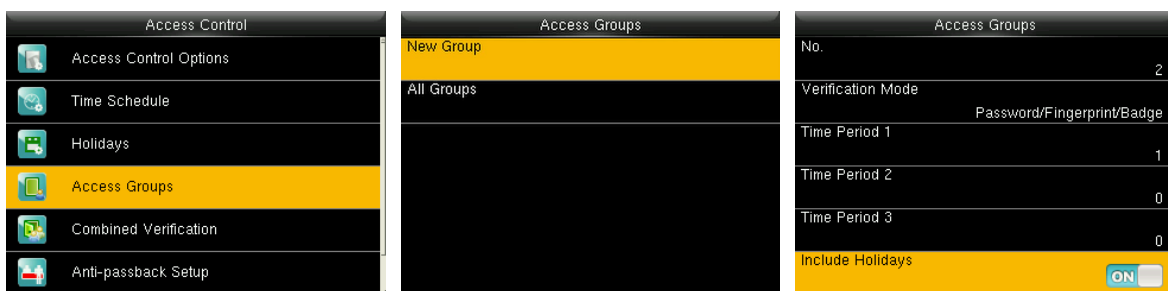 Access Control
Access Control Options
Time Schedule
Holidays
Access Groups
Combined Verification
Anti-passback Setup
Access Groups
New Group
All Groups
Access Groups
No.
2
Verification Mode
Password/Fingerprint/Badge
Time Period 1
1
Time Period 2
0
Time Period 3
0
Include Holidays
ON